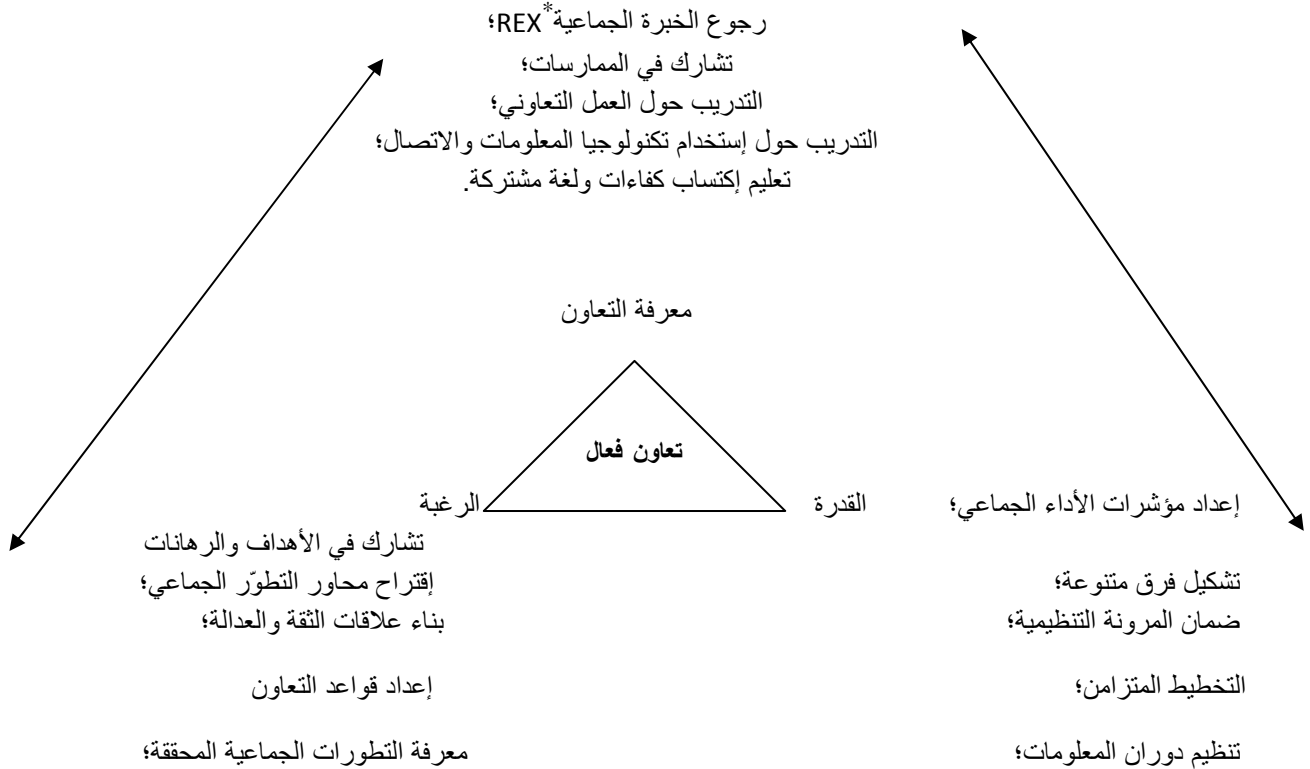 رجوع الخبرة الجماعية*REX؛
تشارك في الممارسات؛
التدريب حول العمل التعاوني؛
التدريب حول إستخدام تكنولوجيا المعلومات والاتصال؛
تعليم إكتساب كفاءات ولغة مشتركة.
معرفة التعاون
تعاون فعال
إعداد مؤشرات الأداء الجماعي؛ القدرة الرغبة
تشارك في الأهداف والرهانات
تشكيل فرق متنوعة؛ إقتراح محاور التطوّر الجماعي؛
ضمان المرونة التنظيمية؛ بناء علاقات الثقة والعدالة؛
التخطيط المتزامن؛ إعداد قواعد التعاون
تنظيم دوران المعلومات؛ معرفة التطورات الجماعية المحققة؛